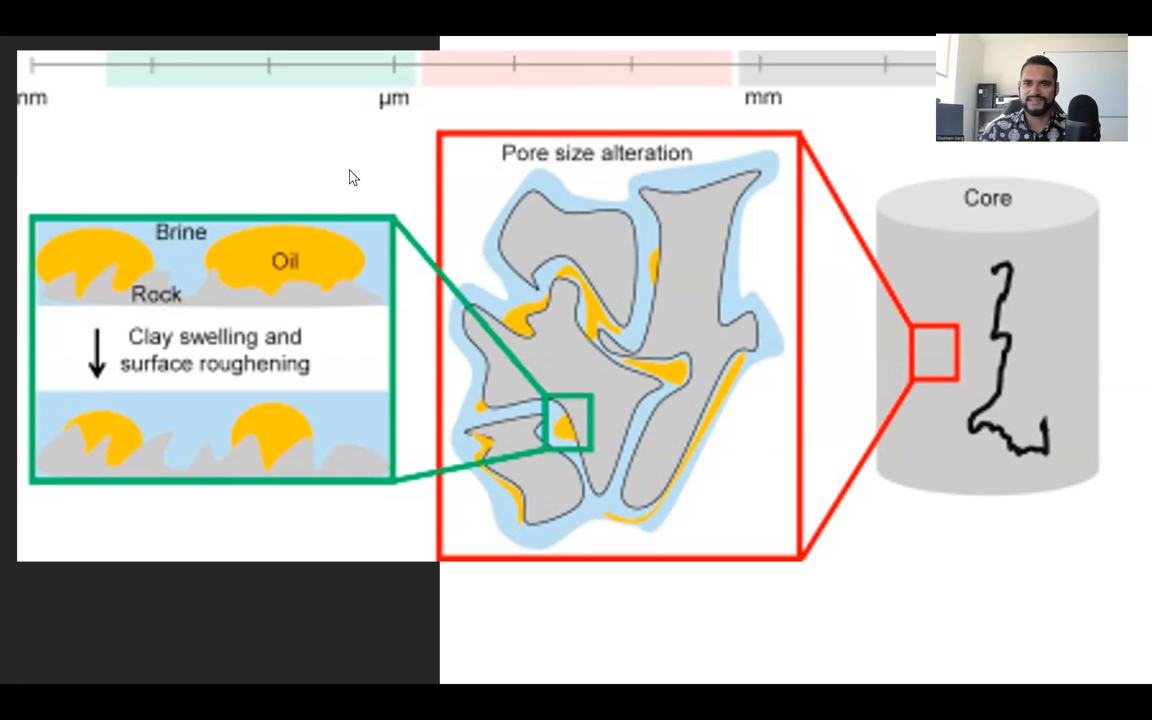 nm
µm
mm
Pore size alteration
Core
Brine
Oil
Rock
Clay swelling and
surface roughening